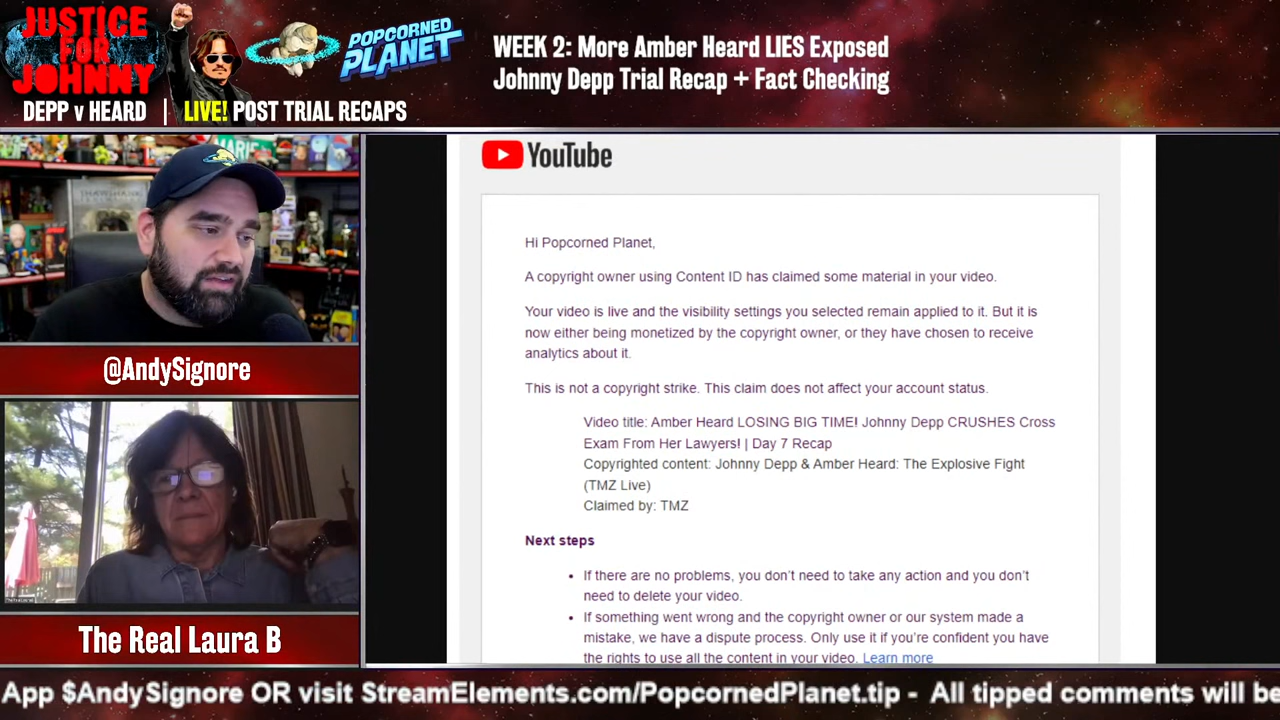 JUSTICE
FOR
JOHNNY
POPCORNED
PLANET
DEPP v HEARD | LIVE! POST TRIAL RECAPS
WEEK 2: More Amber Heard LIES Exposed
Johnny Depp Trial Recap + Fact Checking
@AndySignore
The Real Laura B
YouTube
Hi Popcorned Planet,
A copyright owner using Content ID has claimed some material in your video.
Your video is live and the visibility settings you selected remain applied to it. But it is
now either being monetized by the copyright owner, or they have chosen to receive
analytics about it.
This is not a copyright strike. This claim does not affect your account status.
Video title: Amber Heard LOSING BIG TIME! Johnny Depp CRUSHES Cross
Exam From Her Lawyers! | Day 7 Recap
Copyrighted content: Johnny Depp & Amber Heard: The Explosive Fight
(TMZ Live)
Claimed by: TMZ
Next steps
• If there are no problems, you don't need to take any action and you don't
need to delete your video.
• If something went wrong and the copyright owner or our system made a
mistake, we have a dispute process. Only use it if you're confident you have
the rights to use all the content in your video. Learn more
App $AndySignore OR visit StreamElements.com/PopcornedPlanet.tip - All tipped comments will be